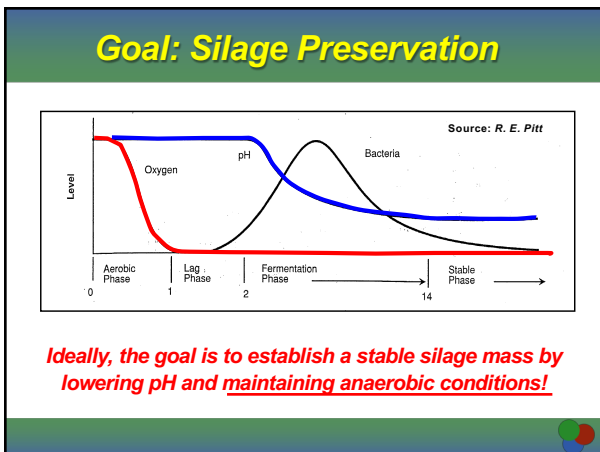 Goal: Silage Preservation
Source: R. E. Pitt
pH
Bacteria
Oxygen
Level
Aerobic
Phase
Lag
Phase
Fermentation
Phase
Stable
Phase
0
1
2
14
Ideally, the goal is to establish a stable silage mass by
lowering pH and maintaining anaerobic conditions!